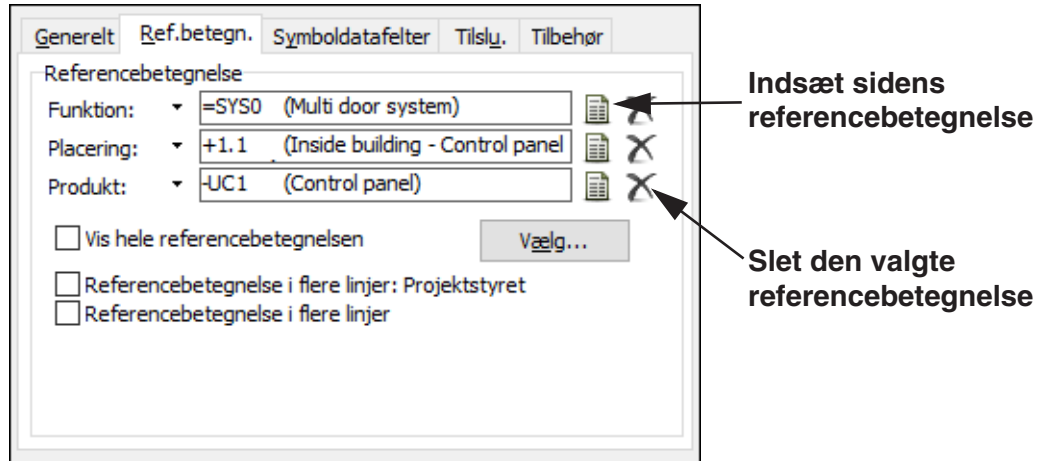 Generelt Ref.betegn. Symboldatafelter Tilslu. Tilbehør
Referencebetegnelse
Funktion: =SYS0 (Multi door system)
Placering: +1.1 (Inside building - Control panel
Produkt: -UC1 (Control panel)
Vis hele referencebetegnelsen Vælg...
Referencebetegnelse i flere linjer: Projektstyret
Referencebetegnelse i flere linjer
Indsæt sidens
referencebetegnelse
Slet den valgte
referencebetegnelse